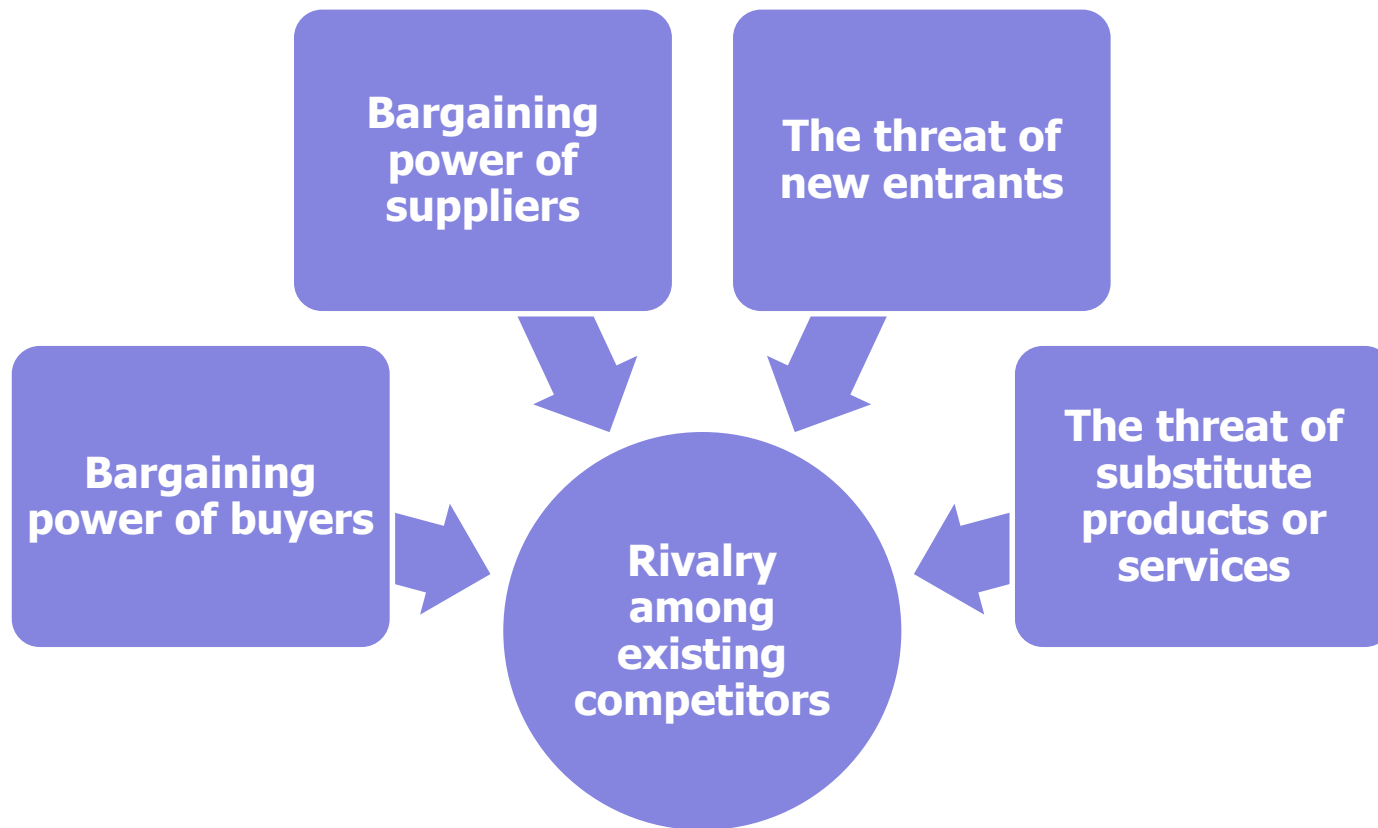 Bargaining
power of
suppliers
The threat of
new entrants
Bargaining
power of buyers
The threat of
substitute
products or
services
Rivalry
among
existing
competitors